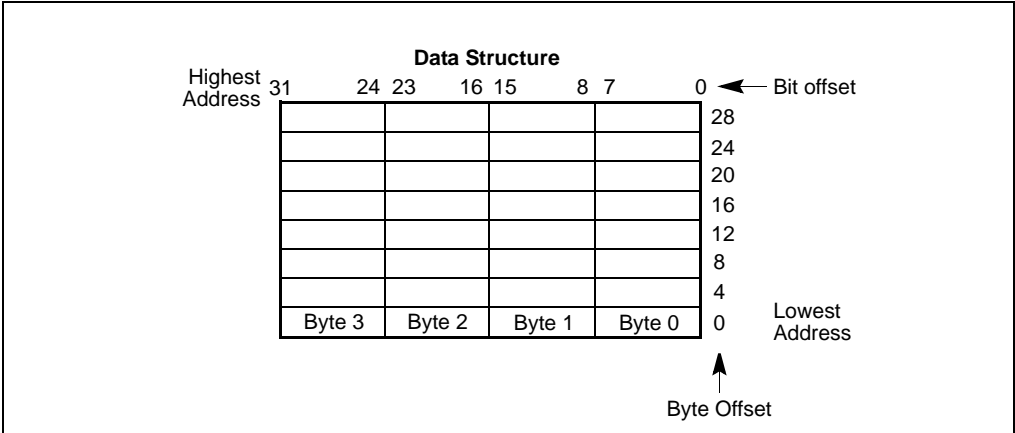 Data Structure
Highest
Address
31 24 23 16 15 8 7 0
Bit offset
28
24
20
16
12
8
4
Byte 3 Byte 2 Byte 1 Byte 0 0
Lowest
Address
Byte Offset